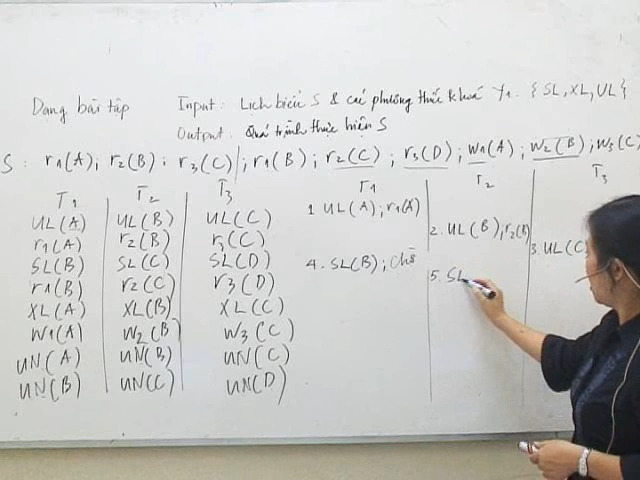 Dạng bài tập Input: Lịch biểu S & các phương thức khoá VD: {SL, XL, UL}
Output: Quá trình thực hiện S
S: r1(A); r2(B); r3(C); r1(B); r2(C); r3(D); w1(A); w2(B); w3(C)
T1 T2 T3
UL(A) UL(B) UL(C)
r1(A) r2(B) r3(C)
SL(B) SL(C) SL(D)
r1(B) r2(C) r3(D)
XL(A) XL(B) XL(C)
w1(A) w2(B) w3(C)
UN(A) UN(B) UN(C)
UN(B) UN(C) UN(D)
T1 T2 T3
1 UL(A); r1(A)
2. UL(B); r2(B)
3. UL(C)
4. SL(B); Chờ
5. SL